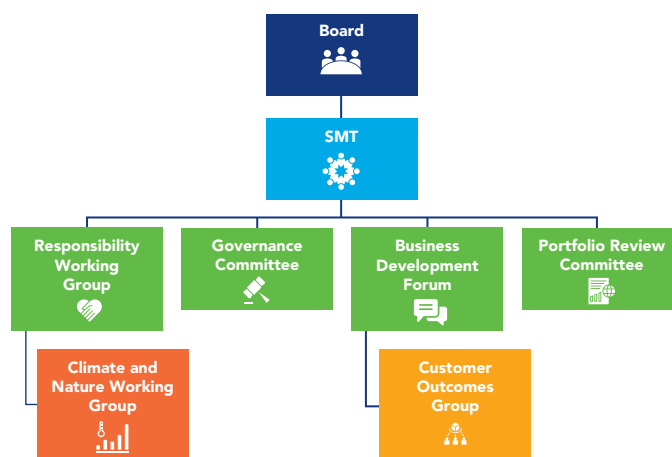 Board
SMT
Responsibility
Working
Group
Governance
Committee
Business
Development
Forum
Portfolio Review
Committee
Climate and
Nature Working
Group
Customer
Outcomes
Group